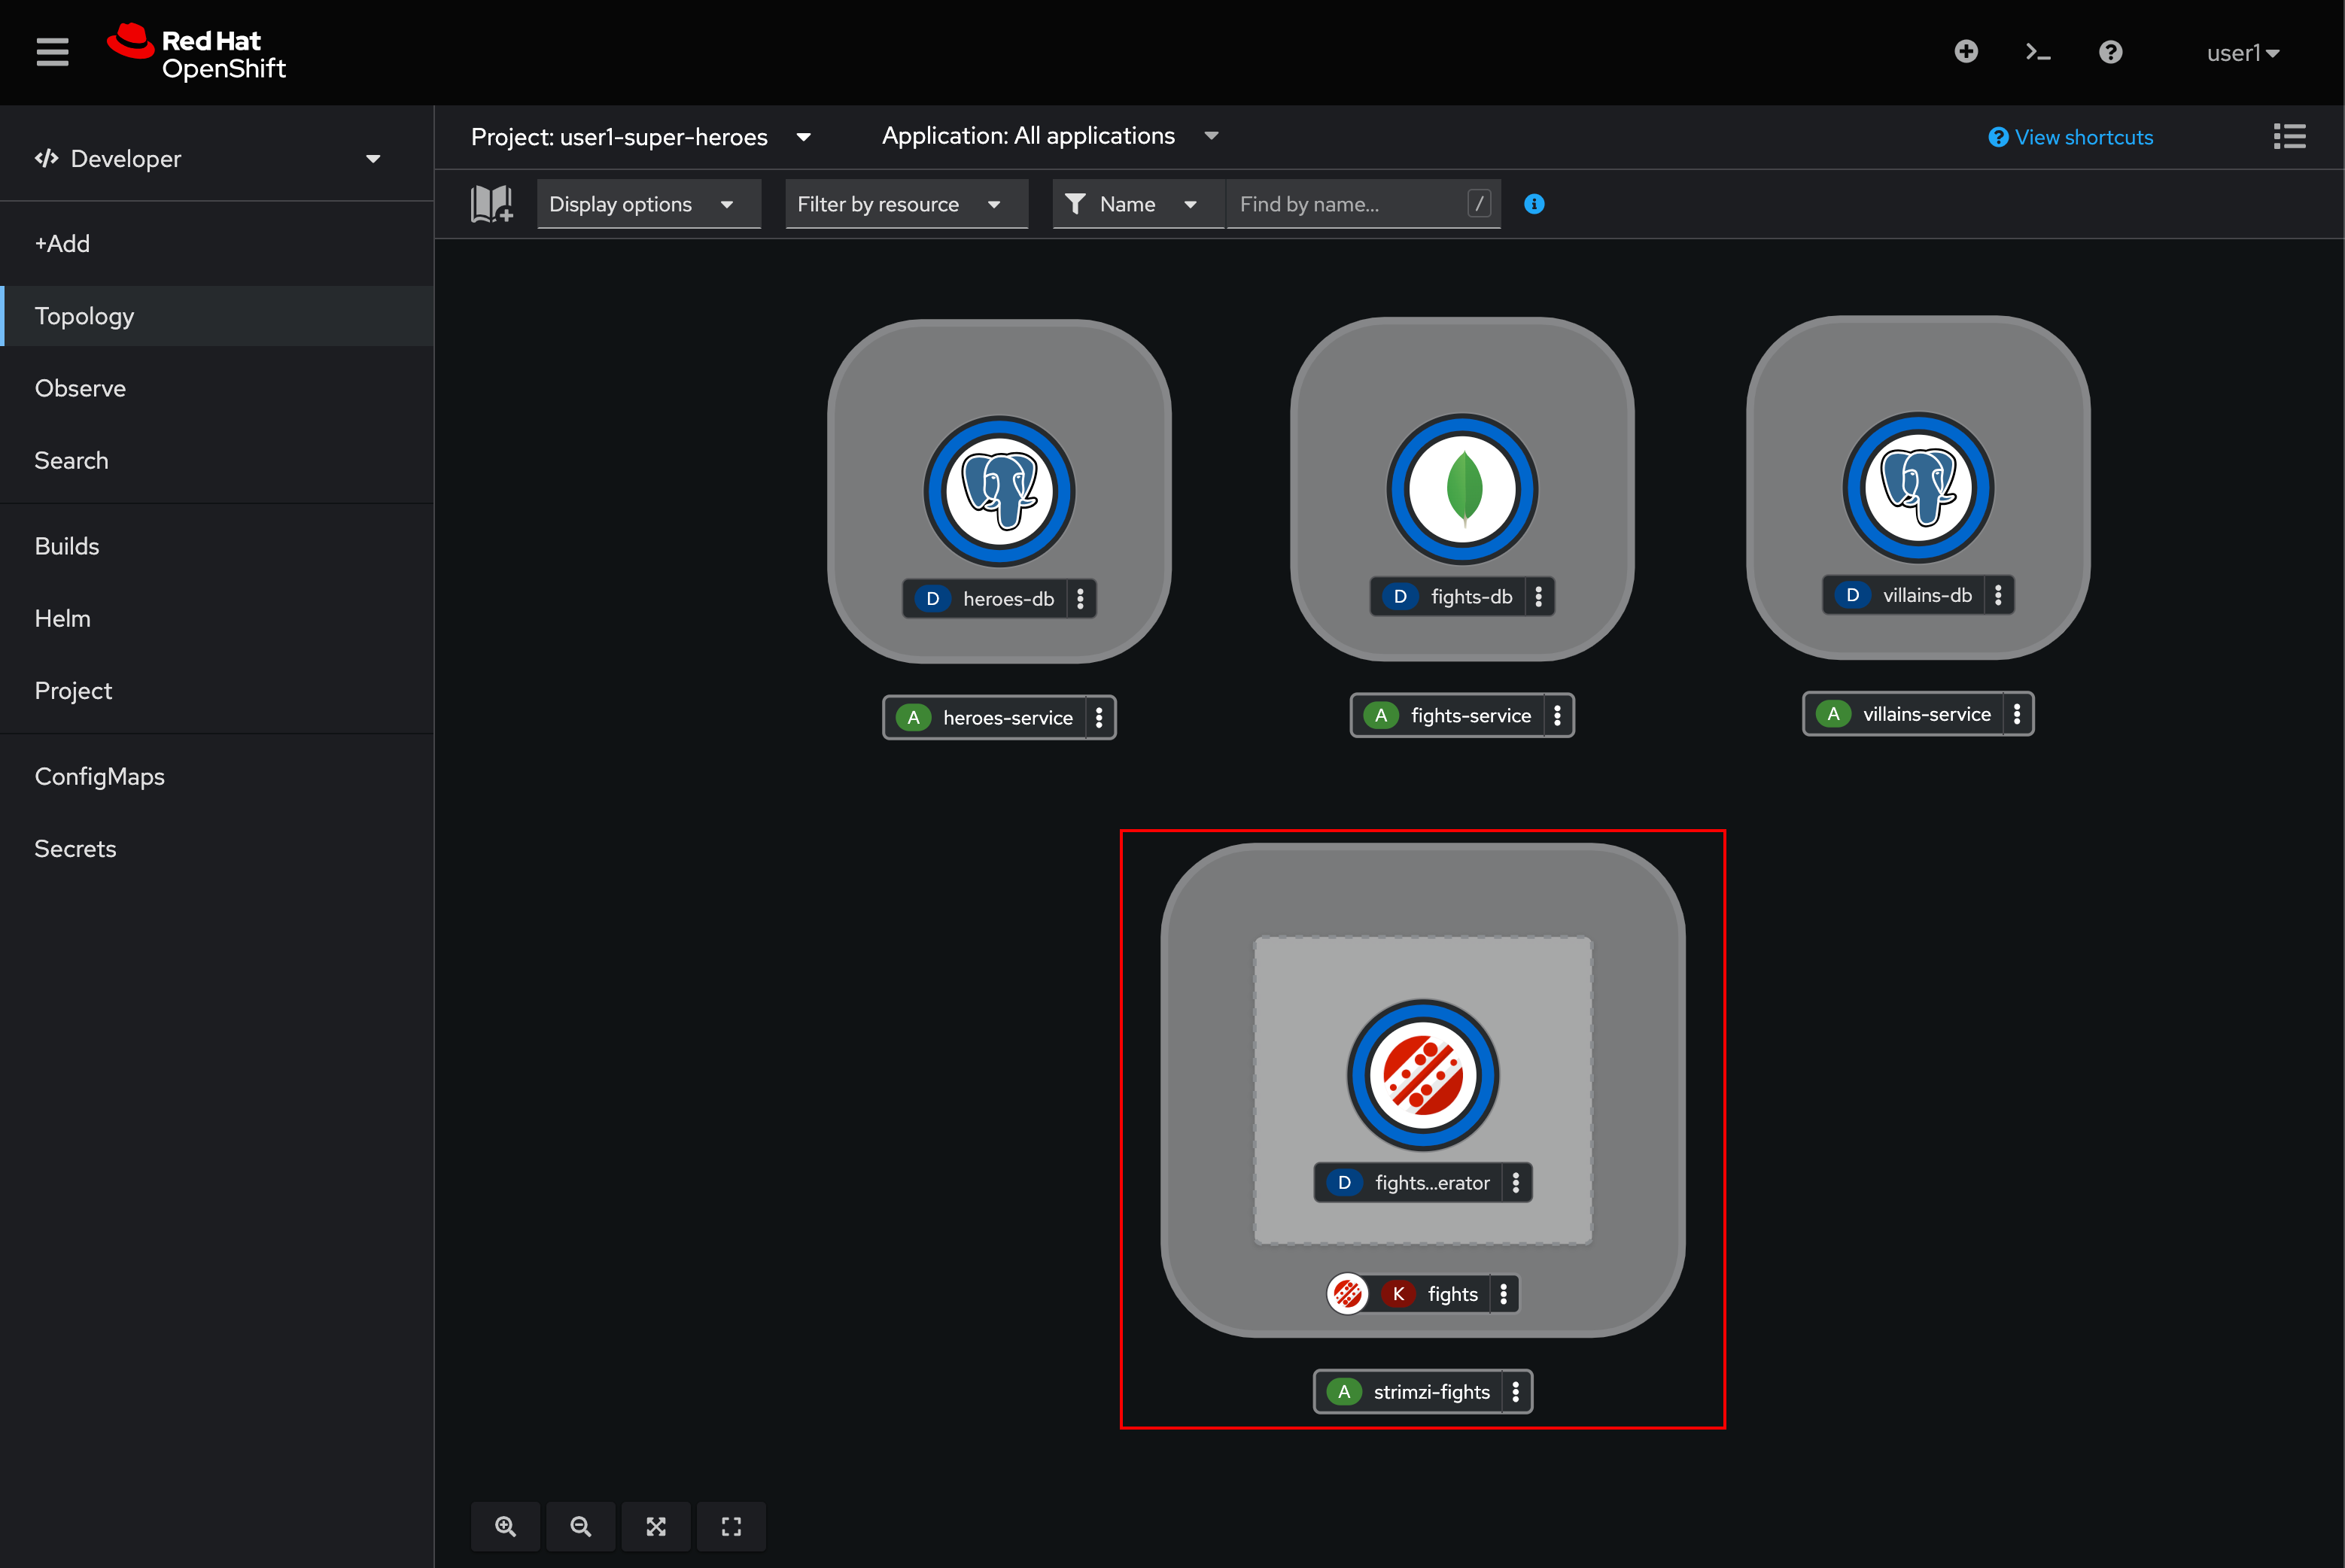 Red Hat
OpenShift
user1
Developer
+Add
Topology
Observe
Search
Builds
Helm
Project
ConfigMaps
Secrets
Project: user1-super-heroes
Application: All applications
View shortcuts
Display options
Filter by resource
Name
Find by name...
/
D heroes-db
D fights-db
D villains-db
A heroes-service
A fights-service
A villains-service
D fights...erator
K fights
A strimzi-fights